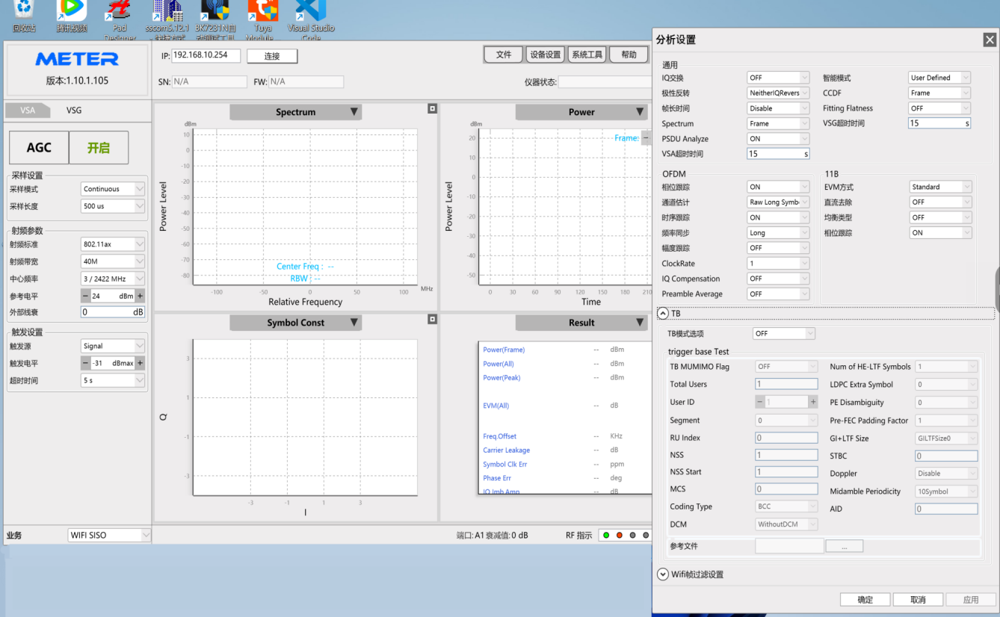 回收站
腾讯视频
Pad
Designer
sscom5.12.1
BK7231N自
Tuya
Module
Visual Studio
Code
METER
版本:1.10.1.105
IP: 192.168.10.254 连接
文件 设备设置 系统工具 帮助
SN: N/A FW: N/A 仪器状态:
VSA VSG
AGC 开启
采样设置
采样模式 Continuous
采样长度 500 us
射频参数
射频标准 802.11ax
射频带宽 40M
中心频率 3 / 2422 MHz
参考电平 − 24 dBm +
外部线衰 0 dB
触发设置
触发源 Signal
触发电平 − -31 dBmax +
超时时间 5 s
业务 WIFI SISO
Spectrum
dBm
10
0
-10
-20
-30
-40
-50
-60
-70
-80
Power Level
Center Freq : --
RBW : --
-100 -50 0 50 100 MHz
Relative Frequency
Power
dBm
20
10
0
-10
-20
-30
-40
-50
Power Level
Frame: −
0 30 60 90 120 150 180 210
Time
Symbol Const
3
1
-1
-3
Q
-3 -1 1 3
I
Result
Power(Frame) -- dBm
Power(All) -- dBm
Power(Peak) -- dBm
EVM(All) -- dB
Freq.Offset -- KHz
Carrier Leakage -- dB
Symbol Clk Err -- ppm
Phase Err -- deg
IQ Imb Amp -- dB
端口: A1 衰减值: 0 dB RF 指示
分析设置
通用
IQ交换 OFF 智能模式 User Defined
极性反转 NeitherIQRevers CCDF Frame
帧长时间 Disable Fitting Flatness OFF
Spectrum Frame VSG超时时间 15 s
PSDU Analyze ON
VSA超时时间 15 s
OFDM 11B
相位跟踪 ON EVM方式 Standard
通道估计 Raw Long Symb 直流去除 OFF
时序跟踪 ON 均衡类型 OFF
频率同步 Long 相位跟踪 ON
幅度跟踪 OFF
ClockRate 1
IQ Compensation OFF
Preamble Average OFF
TB
TB模式选项 OFF
trigger base Test
TB MUMIMO Flag OFF Num of HE-LTF Symbols 1
Total Users 1 LDPC Extra Symbol 0
User ID − 1 + PE Disambiguity 0
Segment 0 Pre-FEC Padding Factor 1
RU Index 0 GI+LTF Size GILTFSize0
NSS 1 STBC 0
NSS Start 1 Doppler Disable
MCS 0 Midamble Periodicity 10Symbol
Coding Type BCC AID 0
DCM WithoutDCM
参考文件 ...
Wifi帧过滤设置
确定 取消 应用